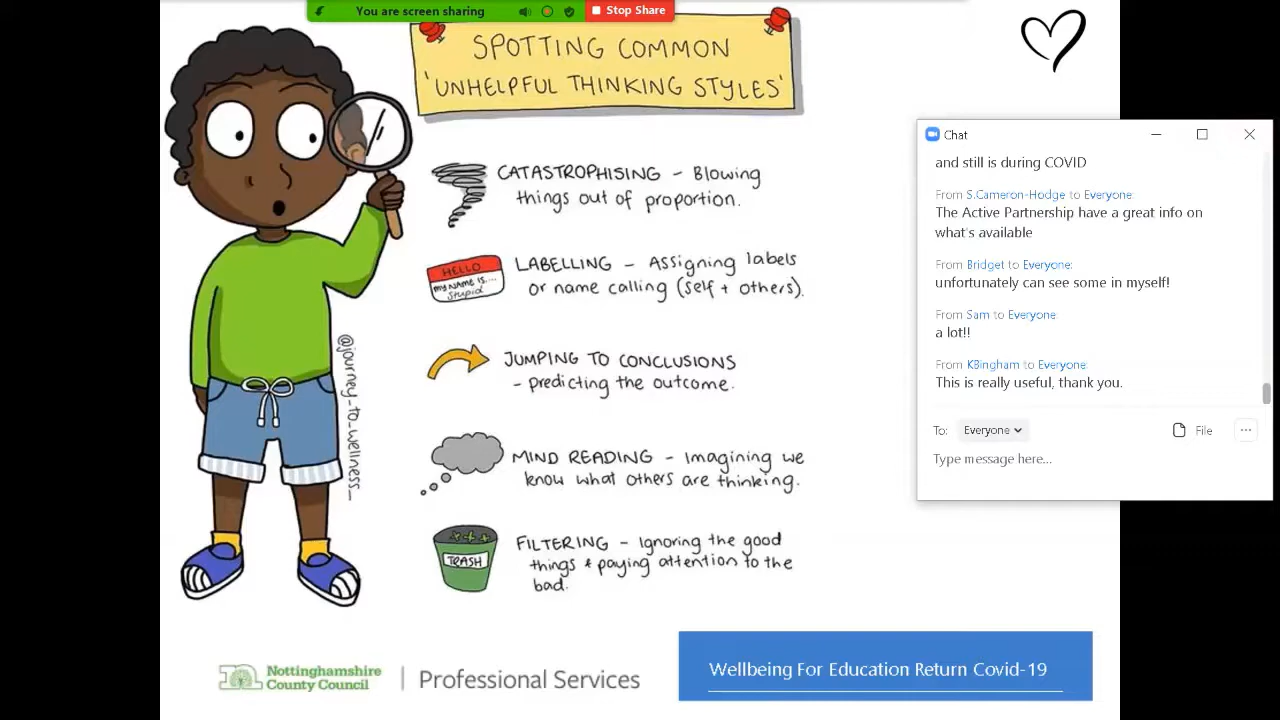 You are screen sharing
Stop Share
SPOTTING COMMON
'UNHELPFUL THINKING STYLES'
CATASTROPHISING - Blowing
things out of proportion.
HELLO
my NAME IS....
Stupid
LABELLING - Assigning labels
or name calling (self + others).
JUMPING TO CONCLUSIONS
- predicting the outcome.
MIND READING - Imagining we
know what others are thinking.
TRASH
FILTERING - Ignoring the good
things & paying attention to the
bad.
@journey_to_wellness_
Nottinghamshire
County Council
Professional Services
Wellbeing For Education Return Covid-19
Chat
and still is during COVID
From S.Cameron-Hodge to Everyone:
The Active Partnership have a great info on
what's available
From Bridget to Everyone:
unfortunately can see some in myself!
From Sam to Everyone:
a lot!!
From KBingham to Everyone:
This is really useful, thank you.
To: Everyone File ...
Type message here...